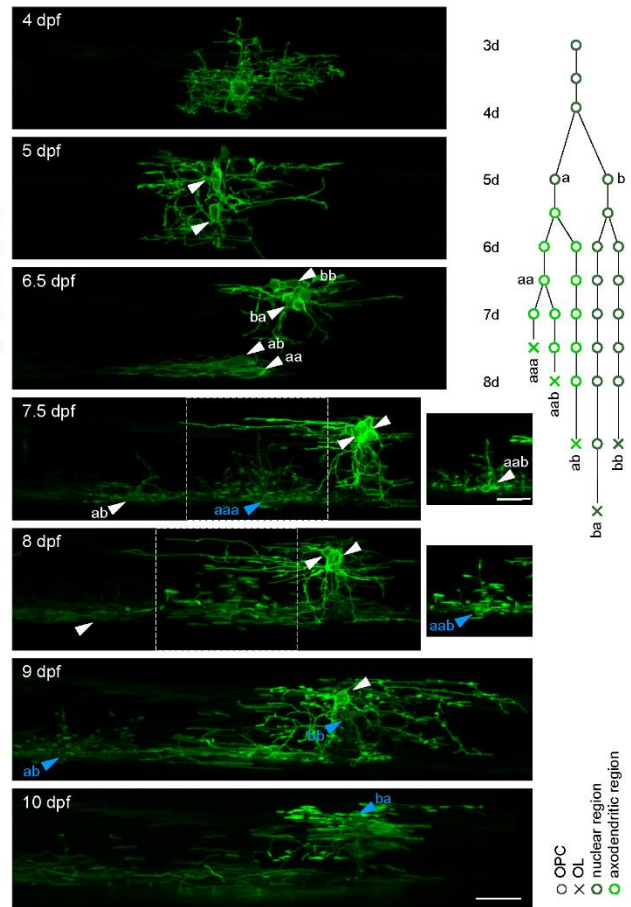 4 dpf
5 dpf
6.5 dpf
bb
ba
ab
aa
7.5 dpf
ab
aaa
aab
8 dpf
aab
9 dpf
bb
ab
10 dpf
ba
3d
4d
5d
a
b
6d
aa
7d
aaa
8d
aab
ab
bb
ba
OPC
OL
nuclear region
axodendritic region